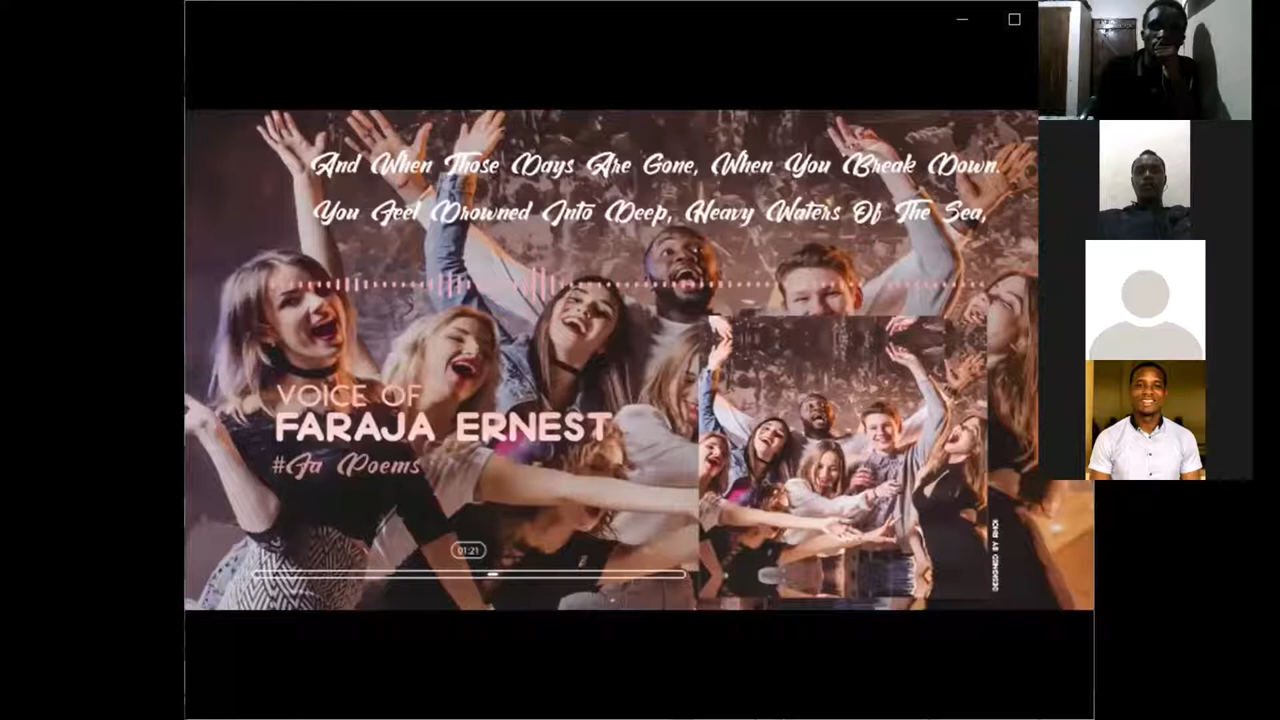 And When Those Days Are Gone, When You Break Down.
You Feel Drowned Into Deep, Heavy Waters Of The Sea,
VOICE OF
FARAJA ERNEST
#Fa Poems
01:21
DESIGNED BY RHOI